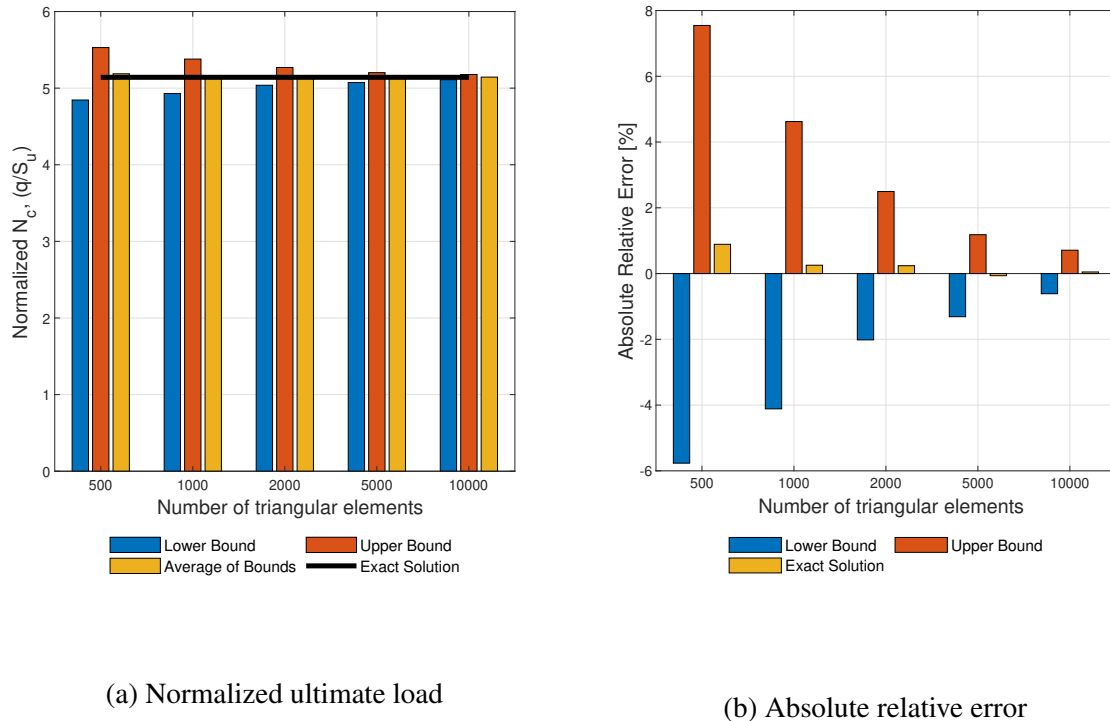 6
5
4
3
2
1
0
Normalized N_c, (q/S_u)
500 1000 2000 5000 10000
Number of triangular elements
Lower Bound Upper Bound
Average of Bounds Exact Solution
(a) Normalized ultimate load
8
6
4
2
0
-2
-4
-6
Absolute Relative Error [%]
500 1000 2000 5000 10000
Number of triangular elements
Lower Bound Upper Bound
Exact Solution
(b) Absolute relative error